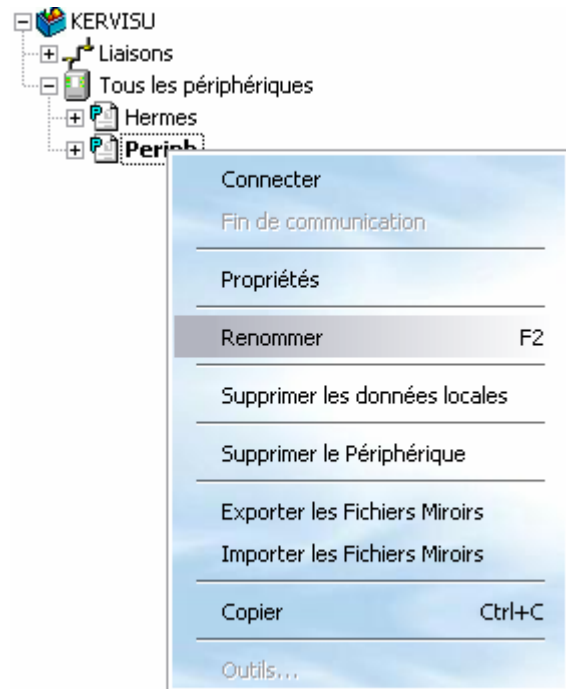 KERVISU
Liaisons
Tous les périphériques
Hermes
Periph
Connecter
Fin de communication
Propriétés
Renommer F2
Supprimer les données locales
Supprimer le Périphérique
Exporter les Fichiers Miroirs
Importer les Fichiers Miroirs
Copier Ctrl+C
Outils...